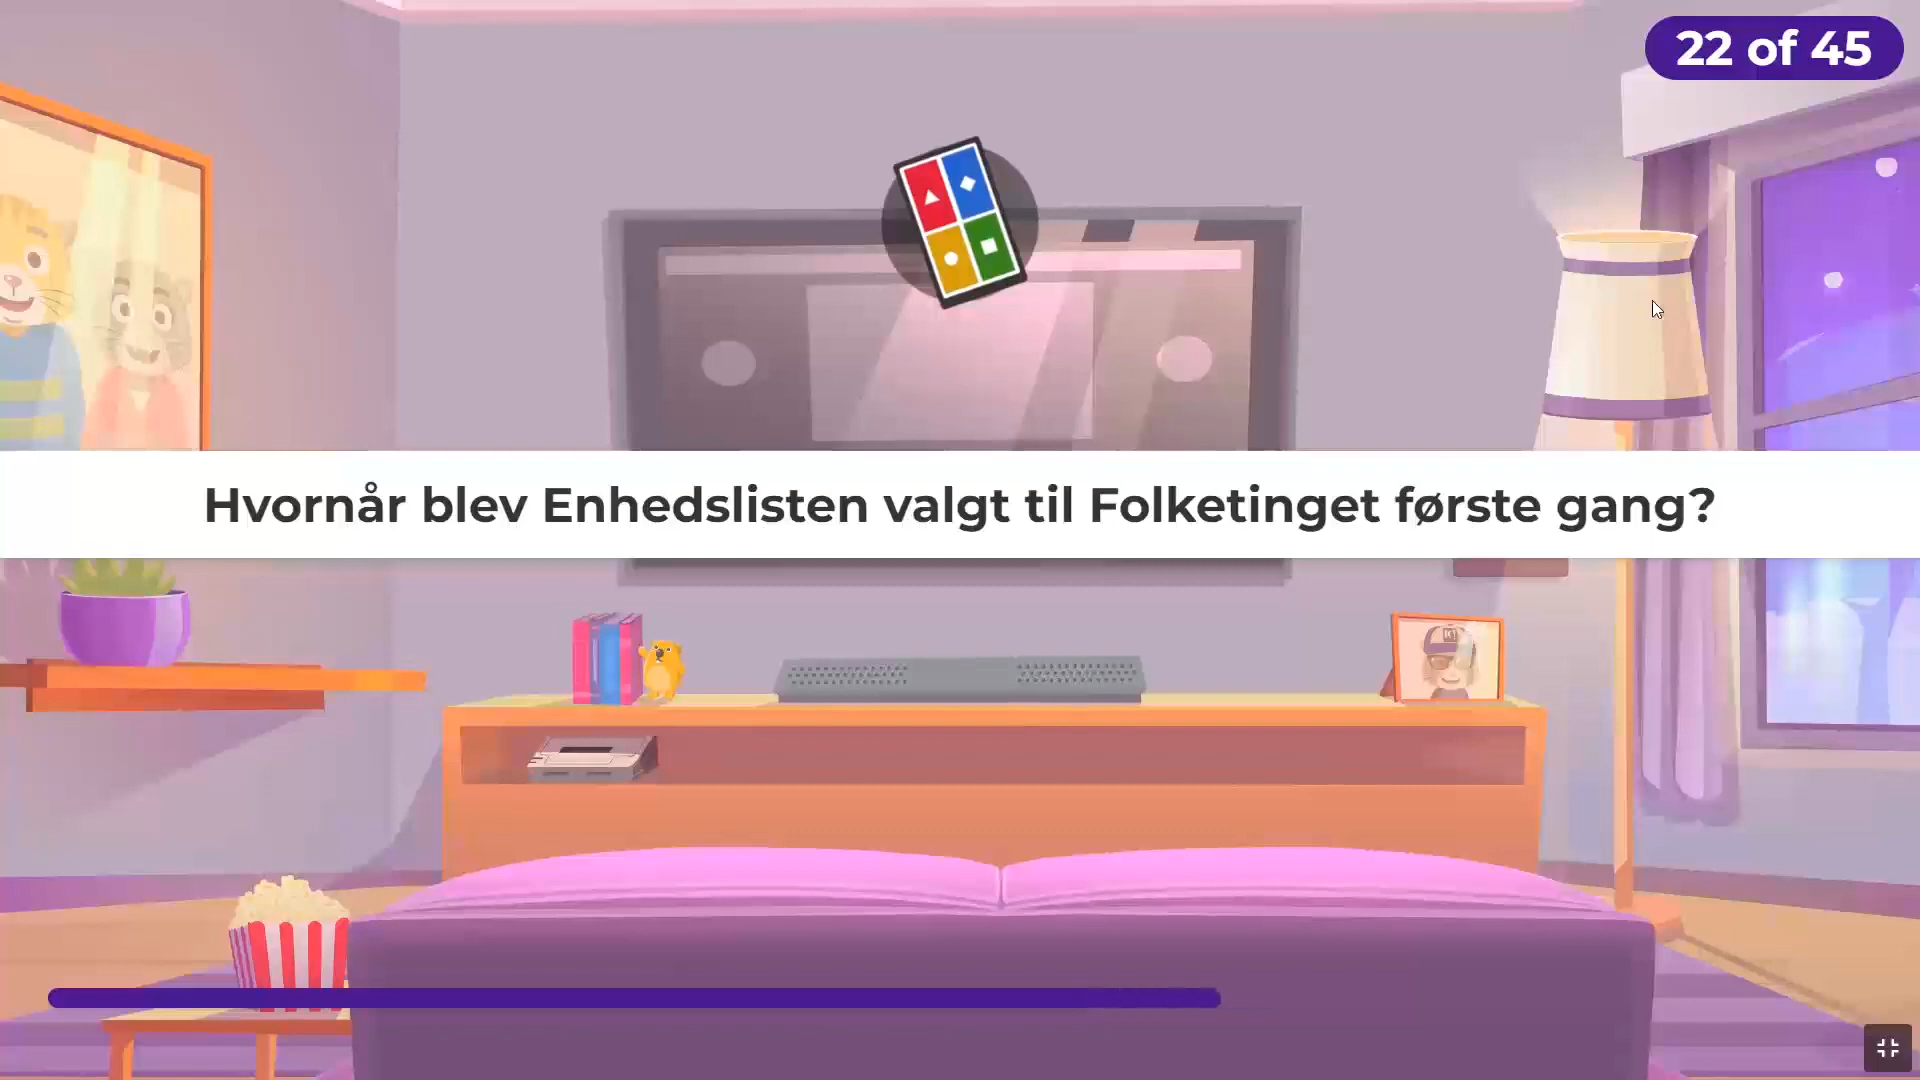 22 of 45
Hvornår blev Enhedslisten valgt til Folketinget første gang?